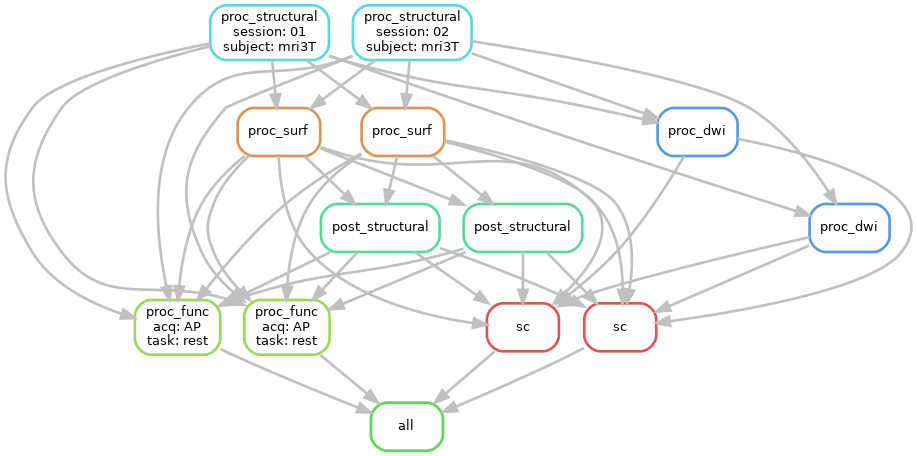 proc_structural
session: 01
subject: mri3T
proc_structural
session: 02
subject: mri3T
proc_surf
proc_surf
proc_dwi
post_structural
post_structural
proc_dwi
proc_func
acq: AP
task: rest
proc_func
acq: AP
task: rest
sc
sc
all